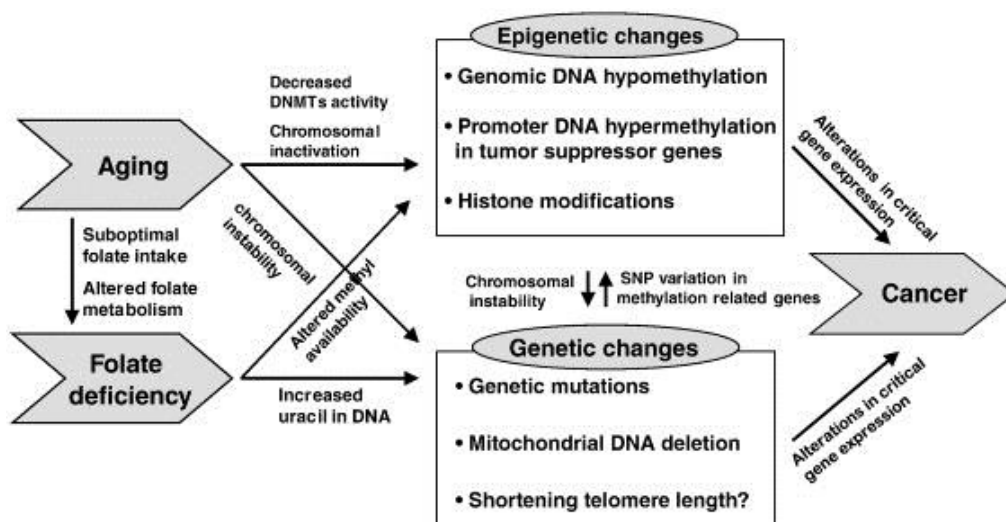 Epigenetic changes
• Genomic DNA hypomethylation
• Promoter DNA hypermethylation
in tumor suppressor genes
• Histone modifications
Decreased
DNMTs activity
Chromosomal
inactivation
Aging
chromosomal
instability
Suboptimal
folate intake
Altered folate
metabolism
Altered methyl
availability
Folate
deficiency
Increased
uracil in DNA
Chromosomal
instability
SNP variation in
methylation related genes
Genetic changes
• Genetic mutations
• Mitochondrial DNA deletion
• Shortening telomere length?
Alterations in critical
gene expression
Cancer
Alterations in critical
gene expression